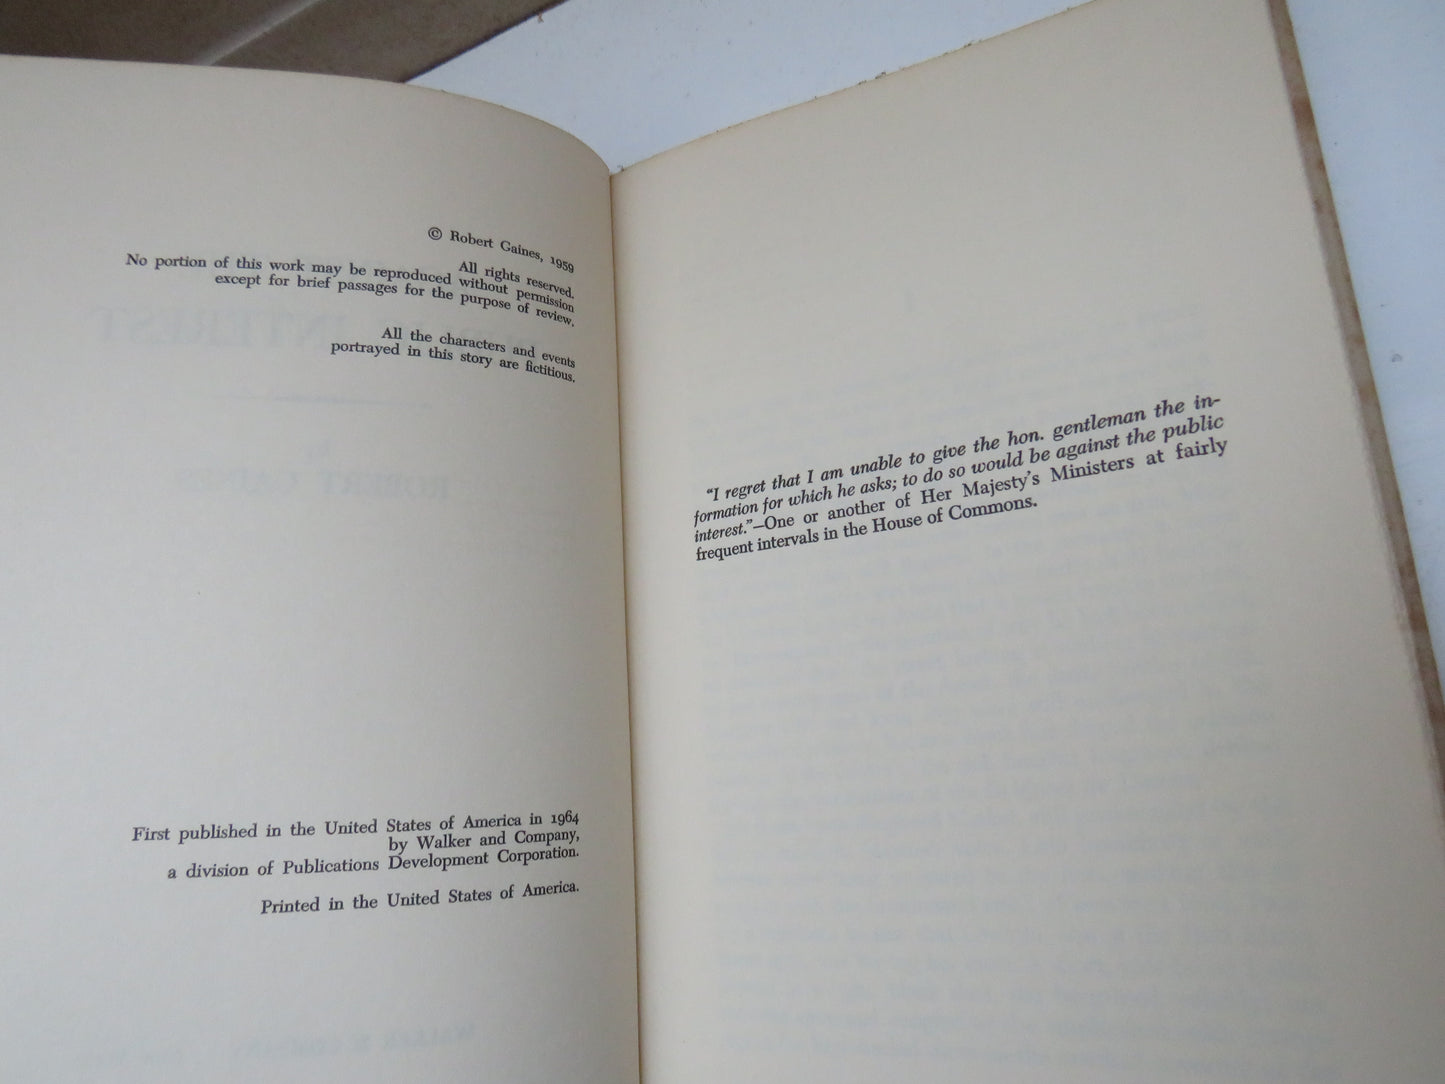 © Robert Gaines, 1959
All rights reserved.
No portion of this work may be reproduced without permission
except for brief passages for the purpose of review.
All the characters and events
portrayed in this story are fictitious.
First published in the United States of America in 1964
by Walker and Company,
a division of Publications Development Corporation.
Printed in the United States of America.
“I regret that I am unable to give the hon. gentleman the in-
formation for which he asks; to do so would be against the public
interest.”—One or another of Her Majesty’s Ministers at fairly
frequent intervals in the House of Commons.